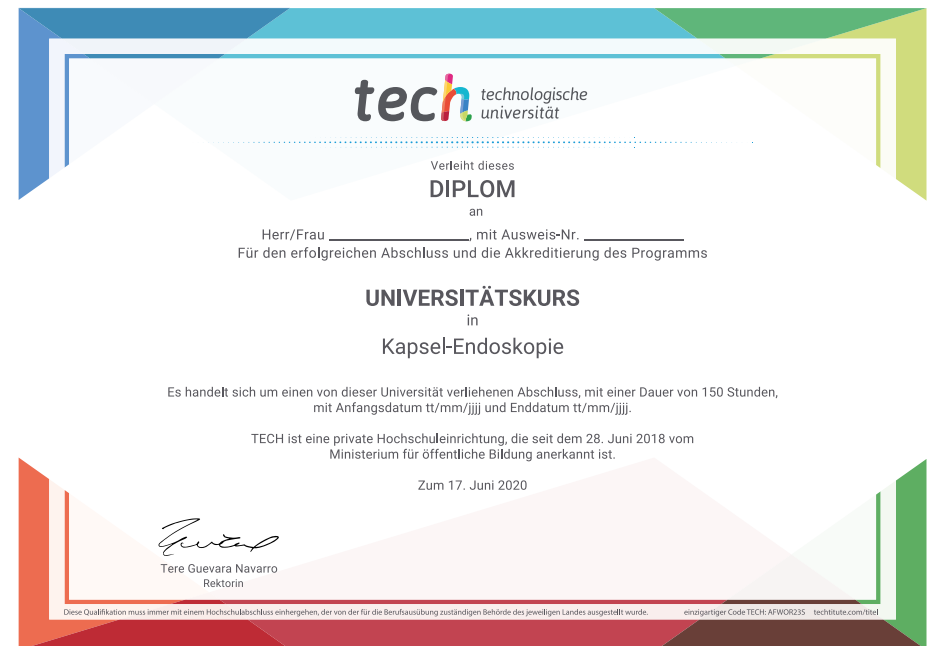 tech technologische
universität
Verleiht dieses
DIPLOM
an
Herr/Frau ____________________, mit Ausweis-Nr. ______________
Für den erfolgreichen Abschluss und die Akkreditierung des Programms
UNIVERSITÄTSKURS
in
Kapsel-Endoskopie
Es handelt sich um einen von dieser Universität verliehenen Abschluss, mit einer Dauer von 150 Stunden,
mit Anfangsdatum tt/mm/jjjj und Enddatum tt/mm/jjjj.
TECH ist eine private Hochschuleinrichtung, die seit dem 28. Juni 2018 vom
Ministerium für öffentliche Bildung anerkannt ist.
Zum 17. Juni 2020
Tere Guevara Navarro
Rektorin
Diese Qualifikation muss immer mit einem Hochschulabschluss einhergehen, der von der für die Berufsausübung zuständigen Behörde des jeweiligen Landes ausgestellt wurde. einzigartiger Code TECH: AFWOR235 techtitute.com/titel